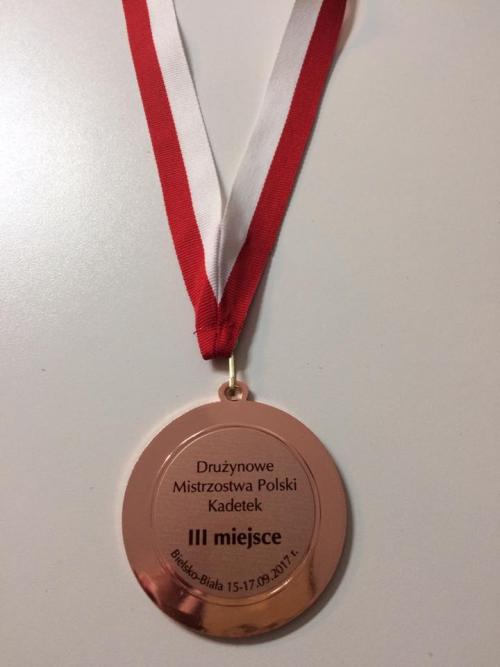 Drużynowe
Mistrzostwa Polski
Kadetek
III miejsce
Bielsko-Biała 15-17.09.2017 r.